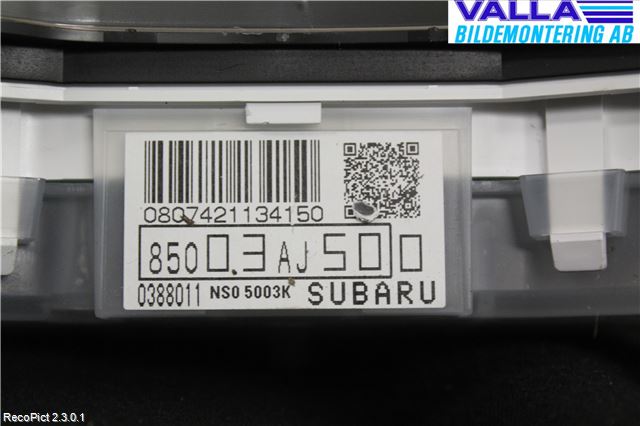 VALLA
BILDEMONTERING AB
0807421134150
850 0.3 AJ 50 0
0388011 NS0 5003K SUBARU
RecoPict 2.3.0.1